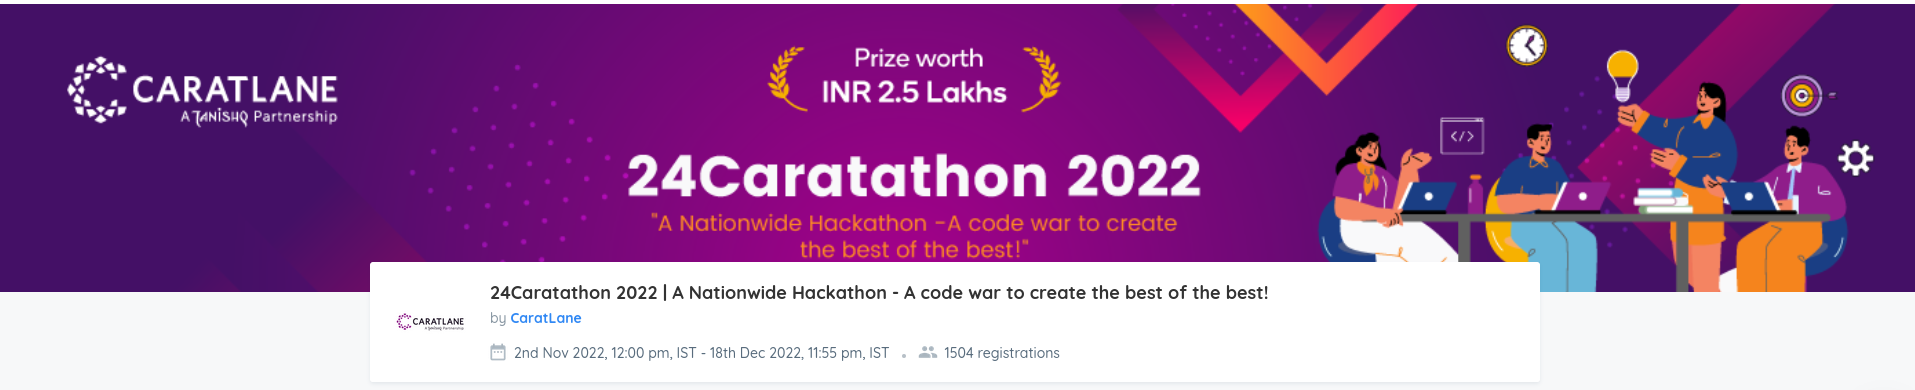 CARATLANE
A TANISHQ Partnership
Prize worth
INR 2.5 Lakhs
24Caratathon 2022
"A Nationwide Hackathon -A code war to create
the best of the best!"
</>
24Caratathon 2022 | A Nationwide Hackathon - A code war to create the best of the best!
by CaratLane
CARATLANE
A TANISHQ Partnership
2nd Nov 2022, 12:00 pm, IST - 18th Dec 2022, 11:55 pm, IST . 1504 registrations